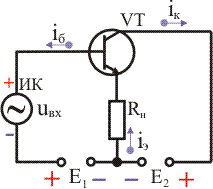 iб
VT
iк
+
ИК
uвх
−
Rн
iэ
+ E1 − − E2 +